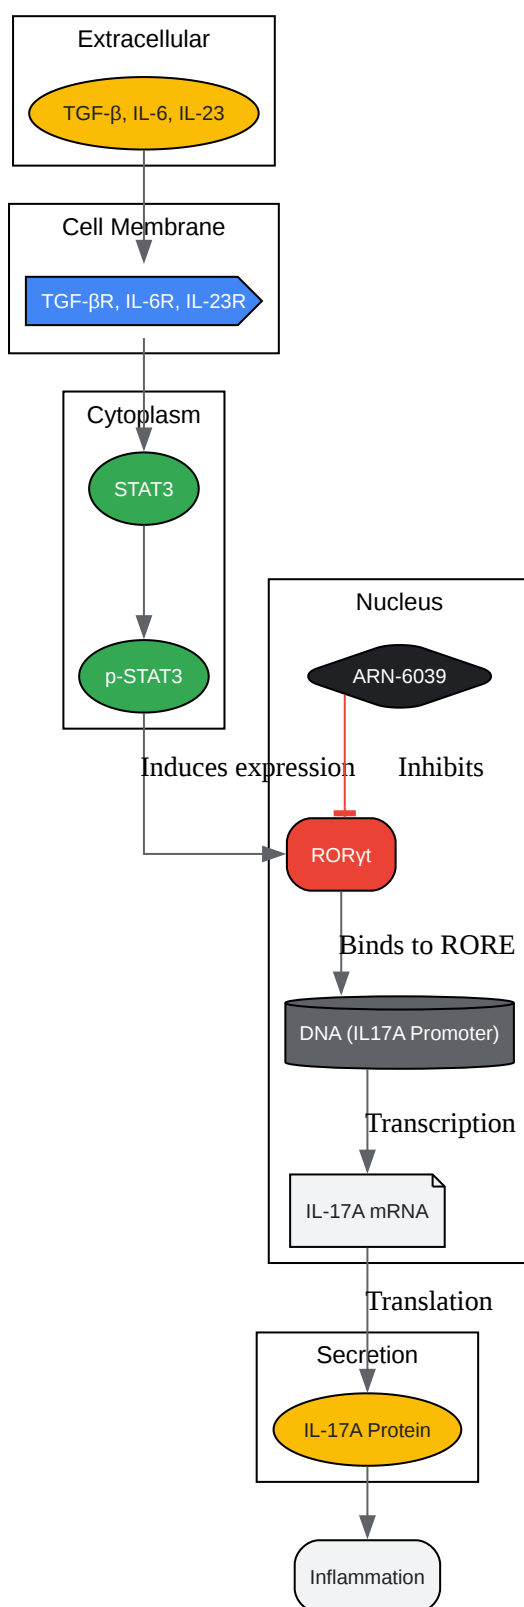 Extracellular
TGF-β, IL-6, IL-23
Cell Membrane
TGF-βR, IL-6R, IL-23R
Cytoplasm
STAT3
p-STAT3
Nucleus
ARN-6039
Induces expression
Inhibits
RORγt
Binds to RORE
DNA (IL17A Promoter)
Transcription
IL-17A mRNA
Translation
Secretion
IL-17A Protein
Inflammation